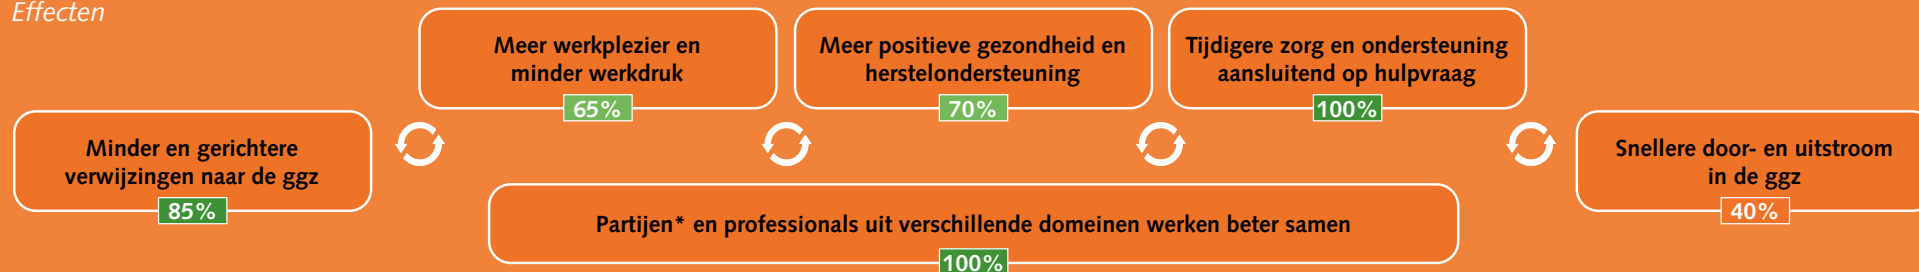 Effecten
Meer werkplezier en
minder werkdruk
65%
Meer positieve gezondheid en
herstelondersteuning
70%
Tijdigere zorg en ondersteuning
aansluitend op hulpvraag
100%
Minder en gerichtere
verwijzingen naar de ggz
85%
Snellere door- en uitstroom
in de ggz
40%
Partijen* en professionals uit verschillende domeinen werken beter samen
100%